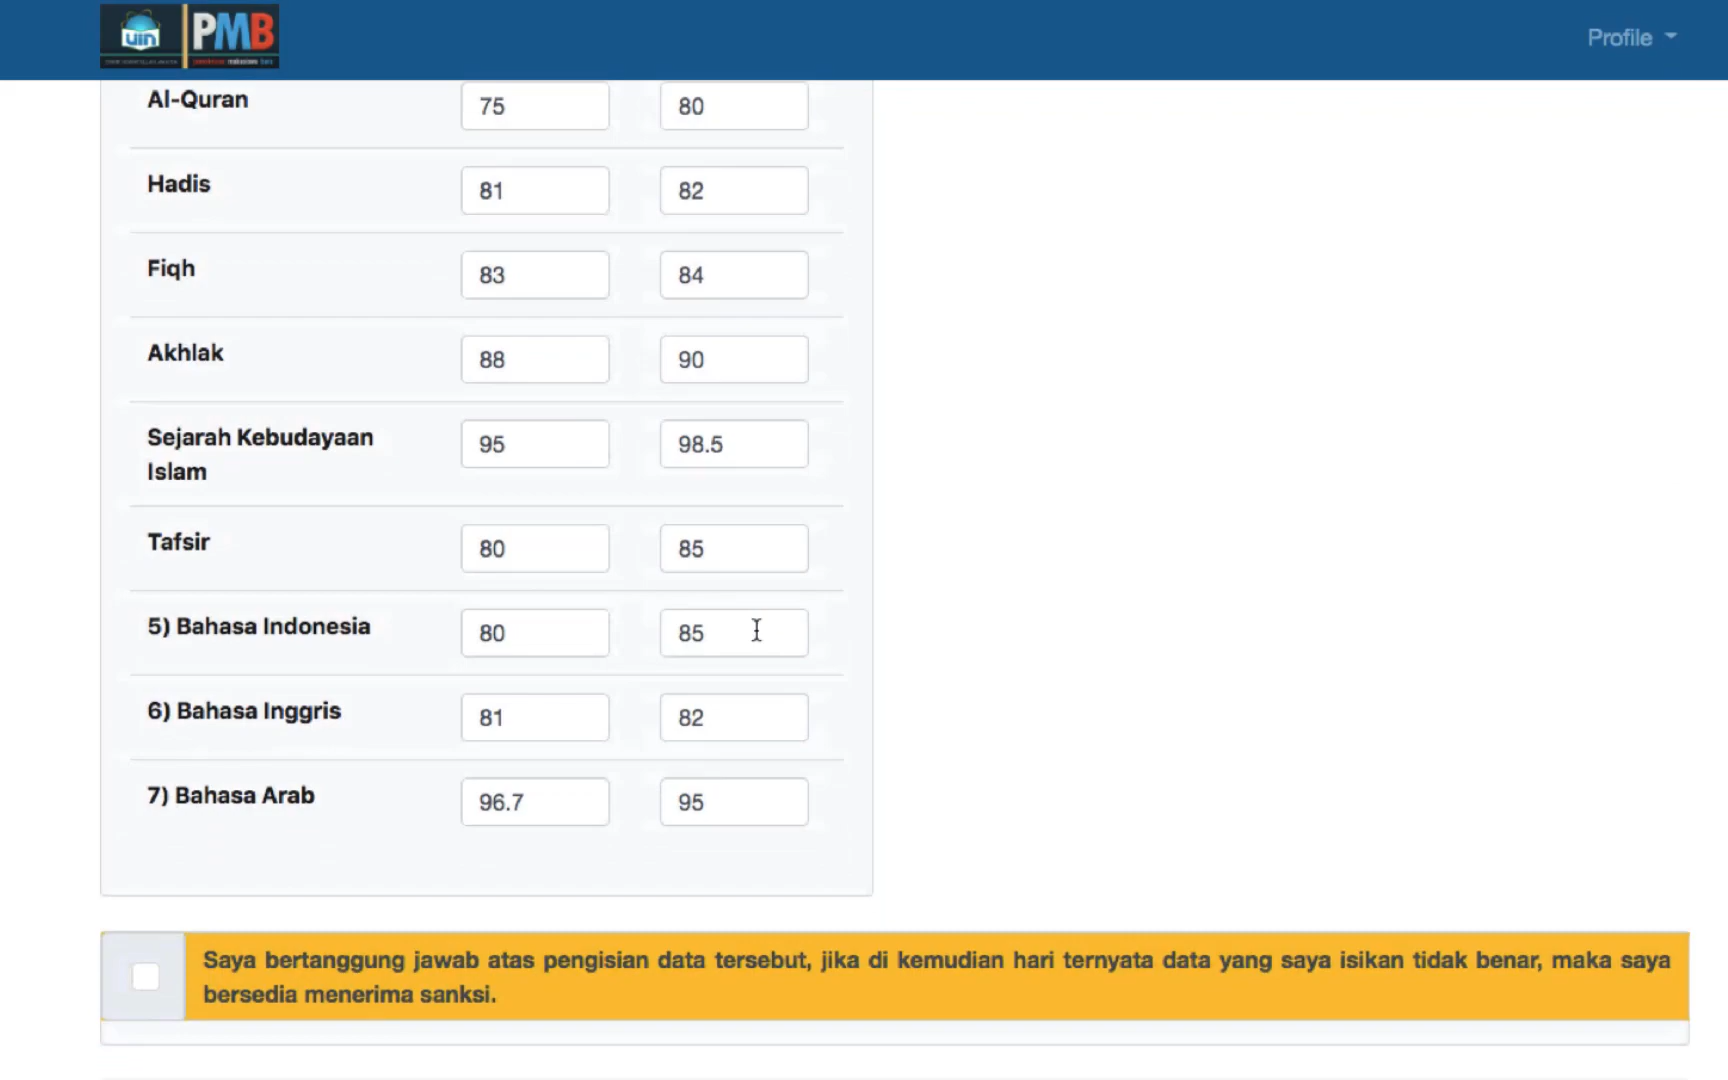 uin PMB
Profile
Al-Quran 75 80
Hadis 81 82
Fiqh 83 84
Akhlak 88 90
Sejarah Kebudayaan 95 98.5
Islam
Tafsir 80 85
5) Bahasa Indonesia 80 85
6) Bahasa Inggris 81 82
7) Bahasa Arab 96.7 95
Saya bertanggung jawab atas pengisian data tersebut, jika di kemudian hari ternyata data yang saya isikan tidak benar, maka saya
bersedia menerima sanksi.